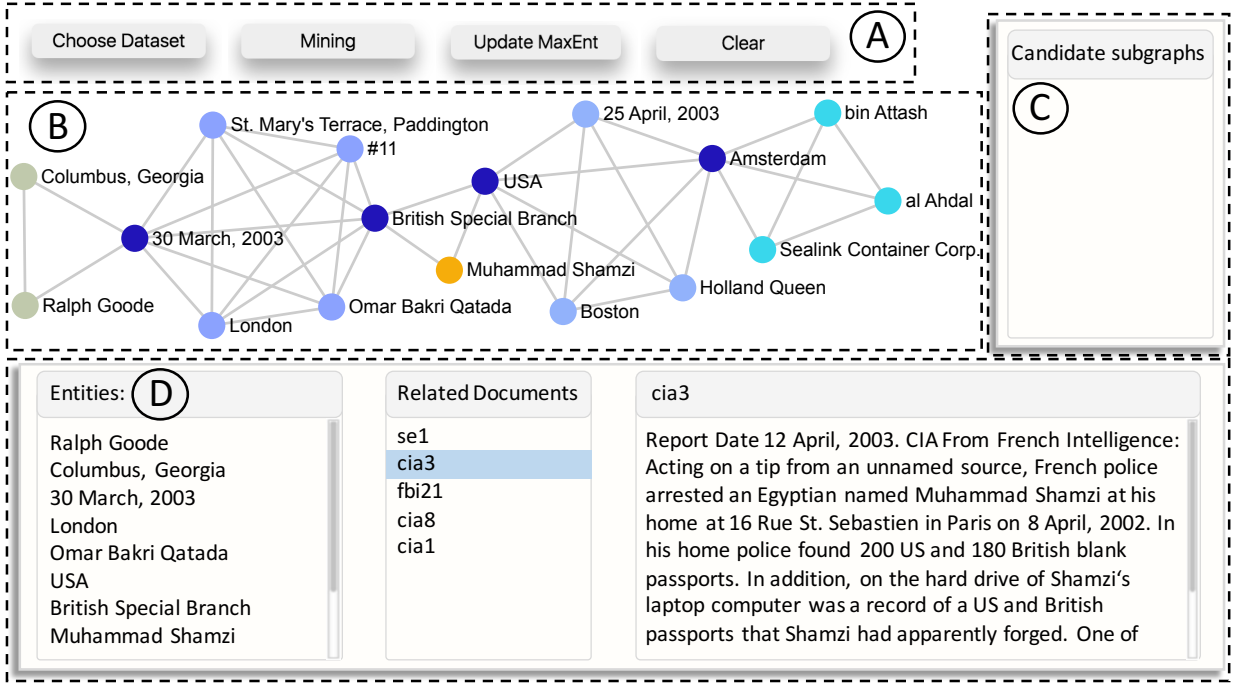 Choose Dataset
Mining
Update MaxEnt
Clear
A
Candidate subgraphs
C
B
St. Mary's Terrace, Paddington
#11
25 April, 2003
bin Attash
Columbus, Georgia
USA
Amsterdam
al Ahdal
30 March, 2003
British Special Branch
Sealink Container Corp.
Muhammad Shamzi
Holland Queen
Ralph Goode
London
Omar Bakri Qatada
Boston
Entities:
D
Ralph Goode
Columbus, Georgia
30 March, 2003
London
Omar Bakri Qatada
USA
British Special Branch
Muhammad Shamzi
Related Documents
se1
cia3
fbi21
cia8
cia1
cia3
Report Date 12 April, 2003. CIA From French Intelligence:
Acting on a tip from an unnamed source, French police
arrested an Egyptian named Muhammad Shamzi at his
home at 16 Rue St. Sebastien in Paris on 8 April, 2002. In
his home police found 200 US and 180 British blank
passports. In addition, on the hard drive of Shamzi‘s
laptop computer was a record of a US and British
passports that Shamzi had apparently forged. One of